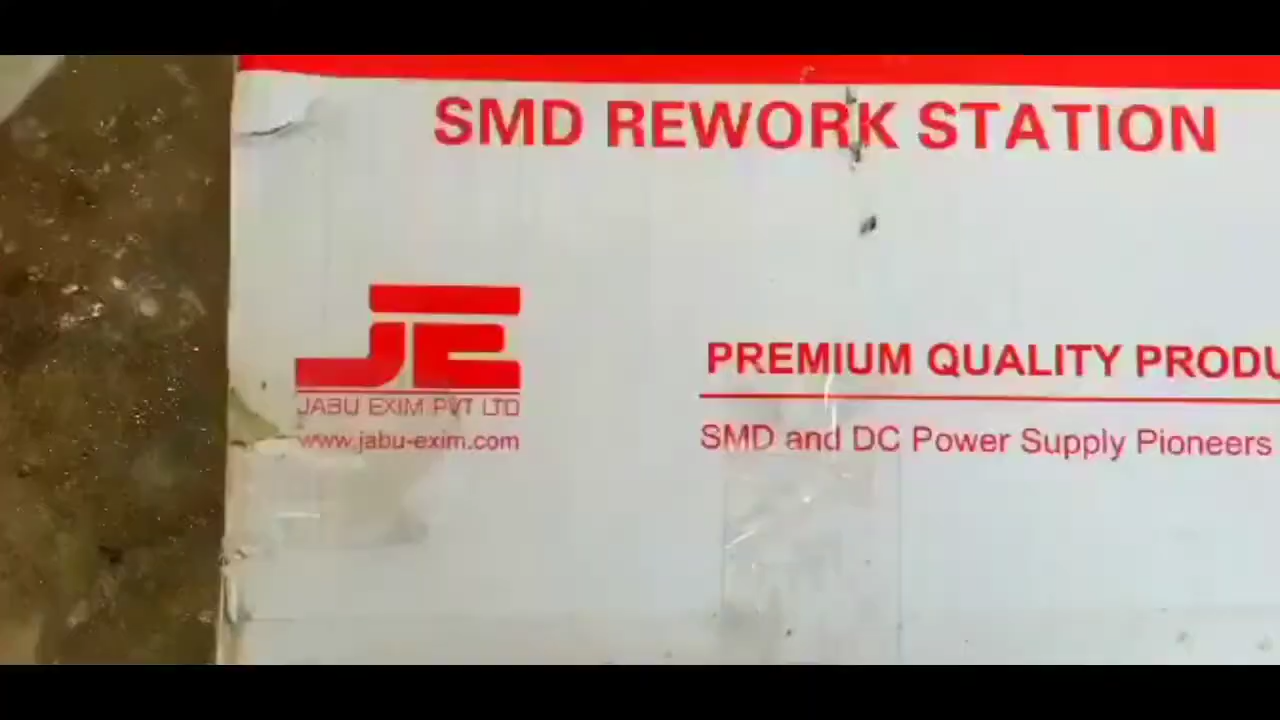 SMD REWORK STATION
JE
JABU EXIM PVT LTD
www.jabu-exim.com
PREMIUM QUALITY PRODU
SMD and DC Power Supply Pioneers